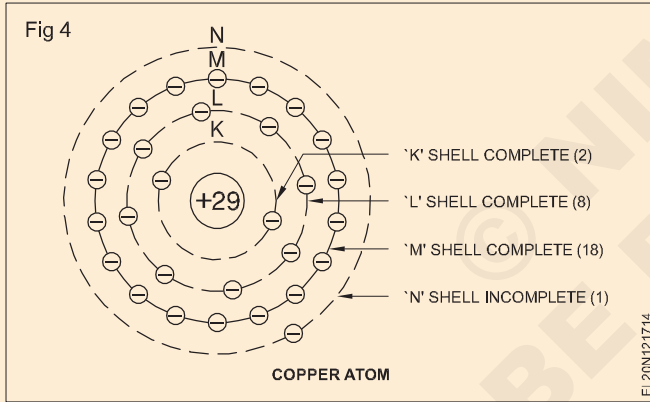 Fig 4
N
M
L
K
+29
`K' SHELL COMPLETE (2)
`L' SHELL COMPLETE (8)
`M' SHELL COMPLETE (18)
`N' SHELL INCOMPLETE (1)
COPPER ATOM
EL20N121714
©